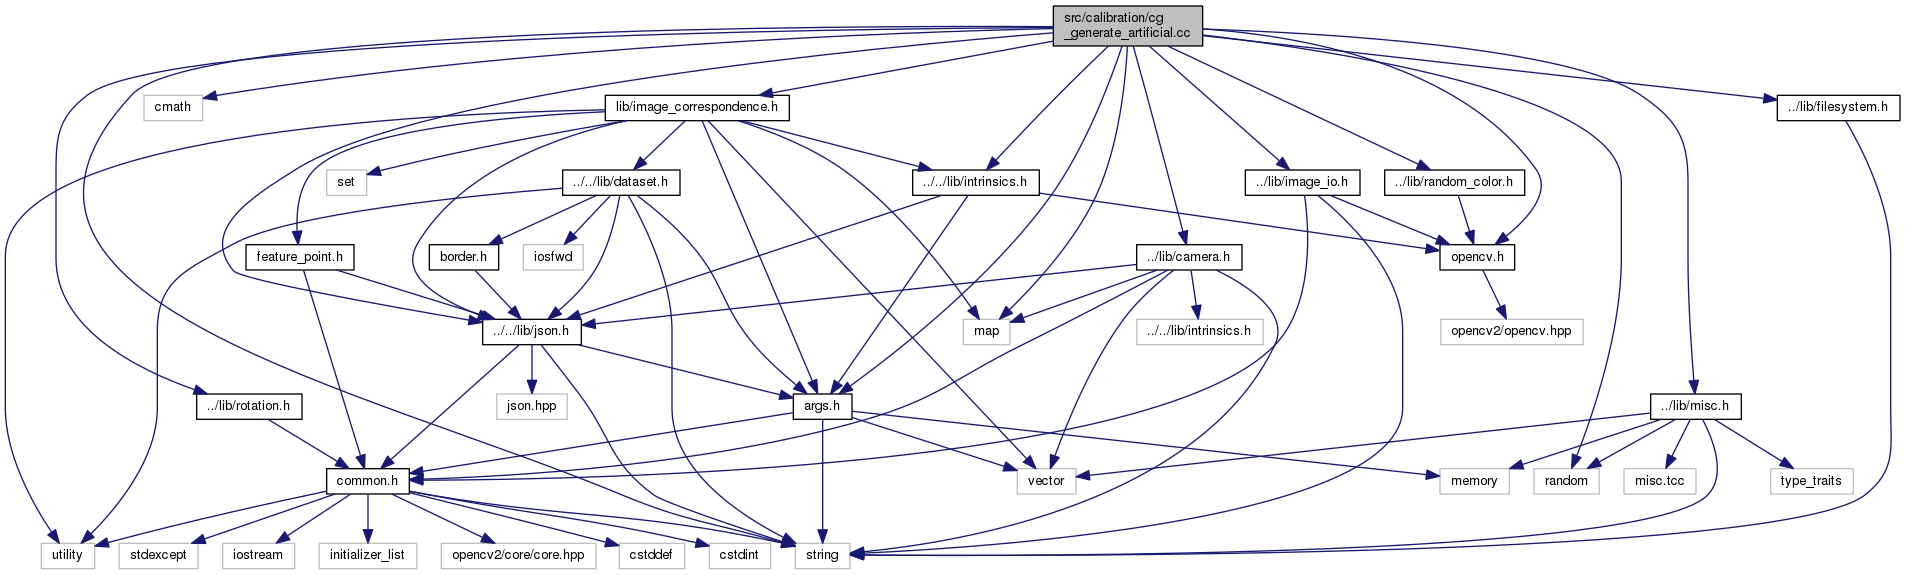 src/calibration/cg
_generate_artificial.cc
cmath
lib/image_correspondence.h
../lib/filesystem.h
set
../../lib/dataset.h
../../lib/intrinsics.h
../lib/image_io.h
../lib/random_color.h
feature_point.h
border.h
iosfwd
../lib/camera.h
opencv.h
../../lib/json.h
map
../../lib/intrinsics.h
opencv2/opencv.hpp
../lib/rotation.h
json.hpp
args.h
../lib/misc.h
common.h
vector
memory
random
misc.tcc
type_traits
utility
stdexcept
iostream
initializer_list
opencv2/core/core.hpp
cstddef
cstdint
string